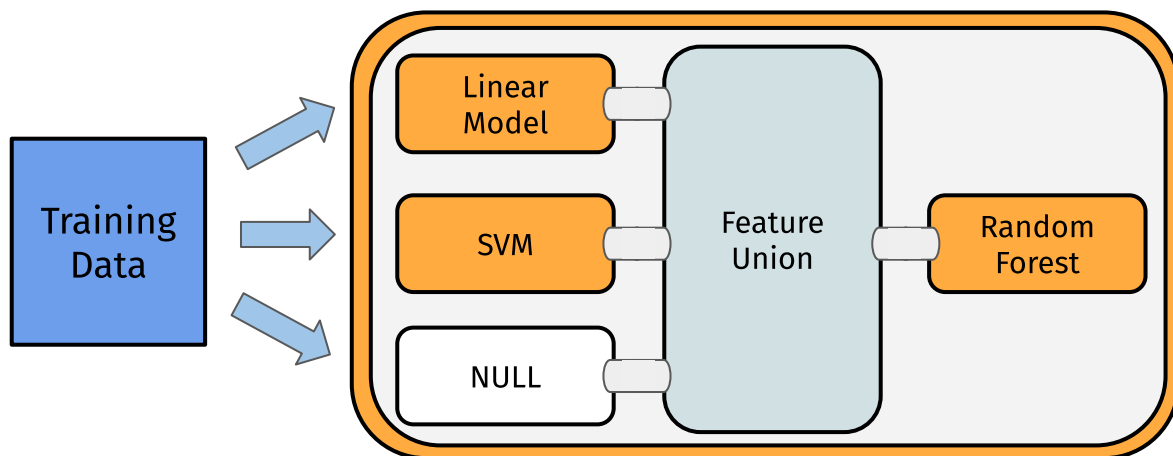 Training
Data
Linear
Model
SVM
NULL
Feature
Union
Random
Forest